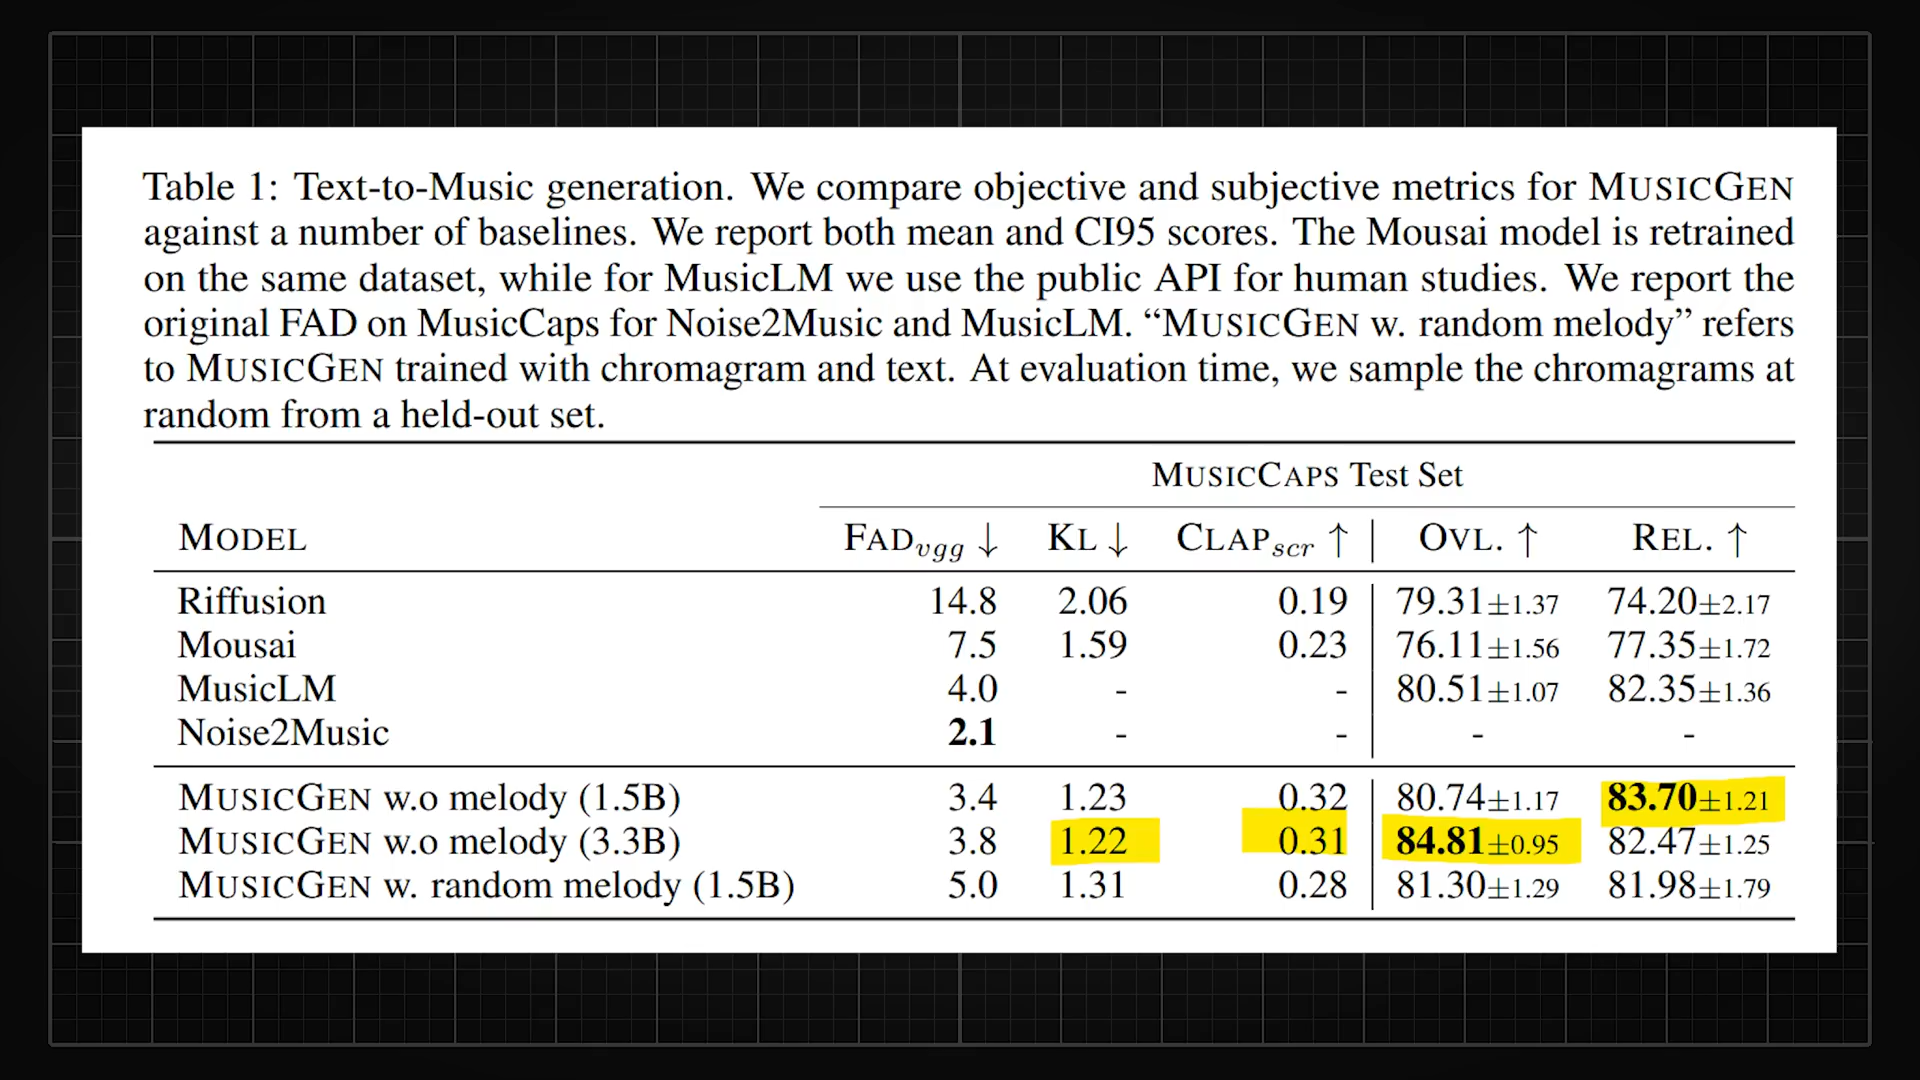 Table 1: Text-to-Music generation. We compare objective and subjective metrics for MUSICGEN
against a number of baselines. We report both mean and CI95 scores. The Mousai model is retrained
on the same dataset, while for MusicLM we use the public API for human studies. We report the
original FAD on MusicCaps for Noise2Music and MusicLM. “MUSICGEN w. random melody” refers
to MUSICGEN trained with chromagram and text. At evaluation time, we sample the chromagrams at
random from a held-out set.
MUSICCAPS Test Set
MODEL FADvgg ↓ KL ↓ CLAPscr ↑ OVL. ↑ REL. ↑
Riffusion 14.8 2.06 0.19 79.31±1.37 74.20±2.17
Mousai 7.5 1.59 0.23 76.11±1.56 77.35±1.72
MusicLM 4.0 - - 80.51±1.07 82.35±1.36
Noise2Music 2.1 - - - -
MUSICGEN w.o melody (1.5B) 3.4 1.23 0.32 80.74±1.17 83.70±1.21
MUSICGEN w.o melody (3.3B) 3.8 1.22 0.31 84.81±0.95 82.47±1.25
MUSICGEN w. random melody (1.5B) 5.0 1.31 0.28 81.30±1.29 81.98±1.79